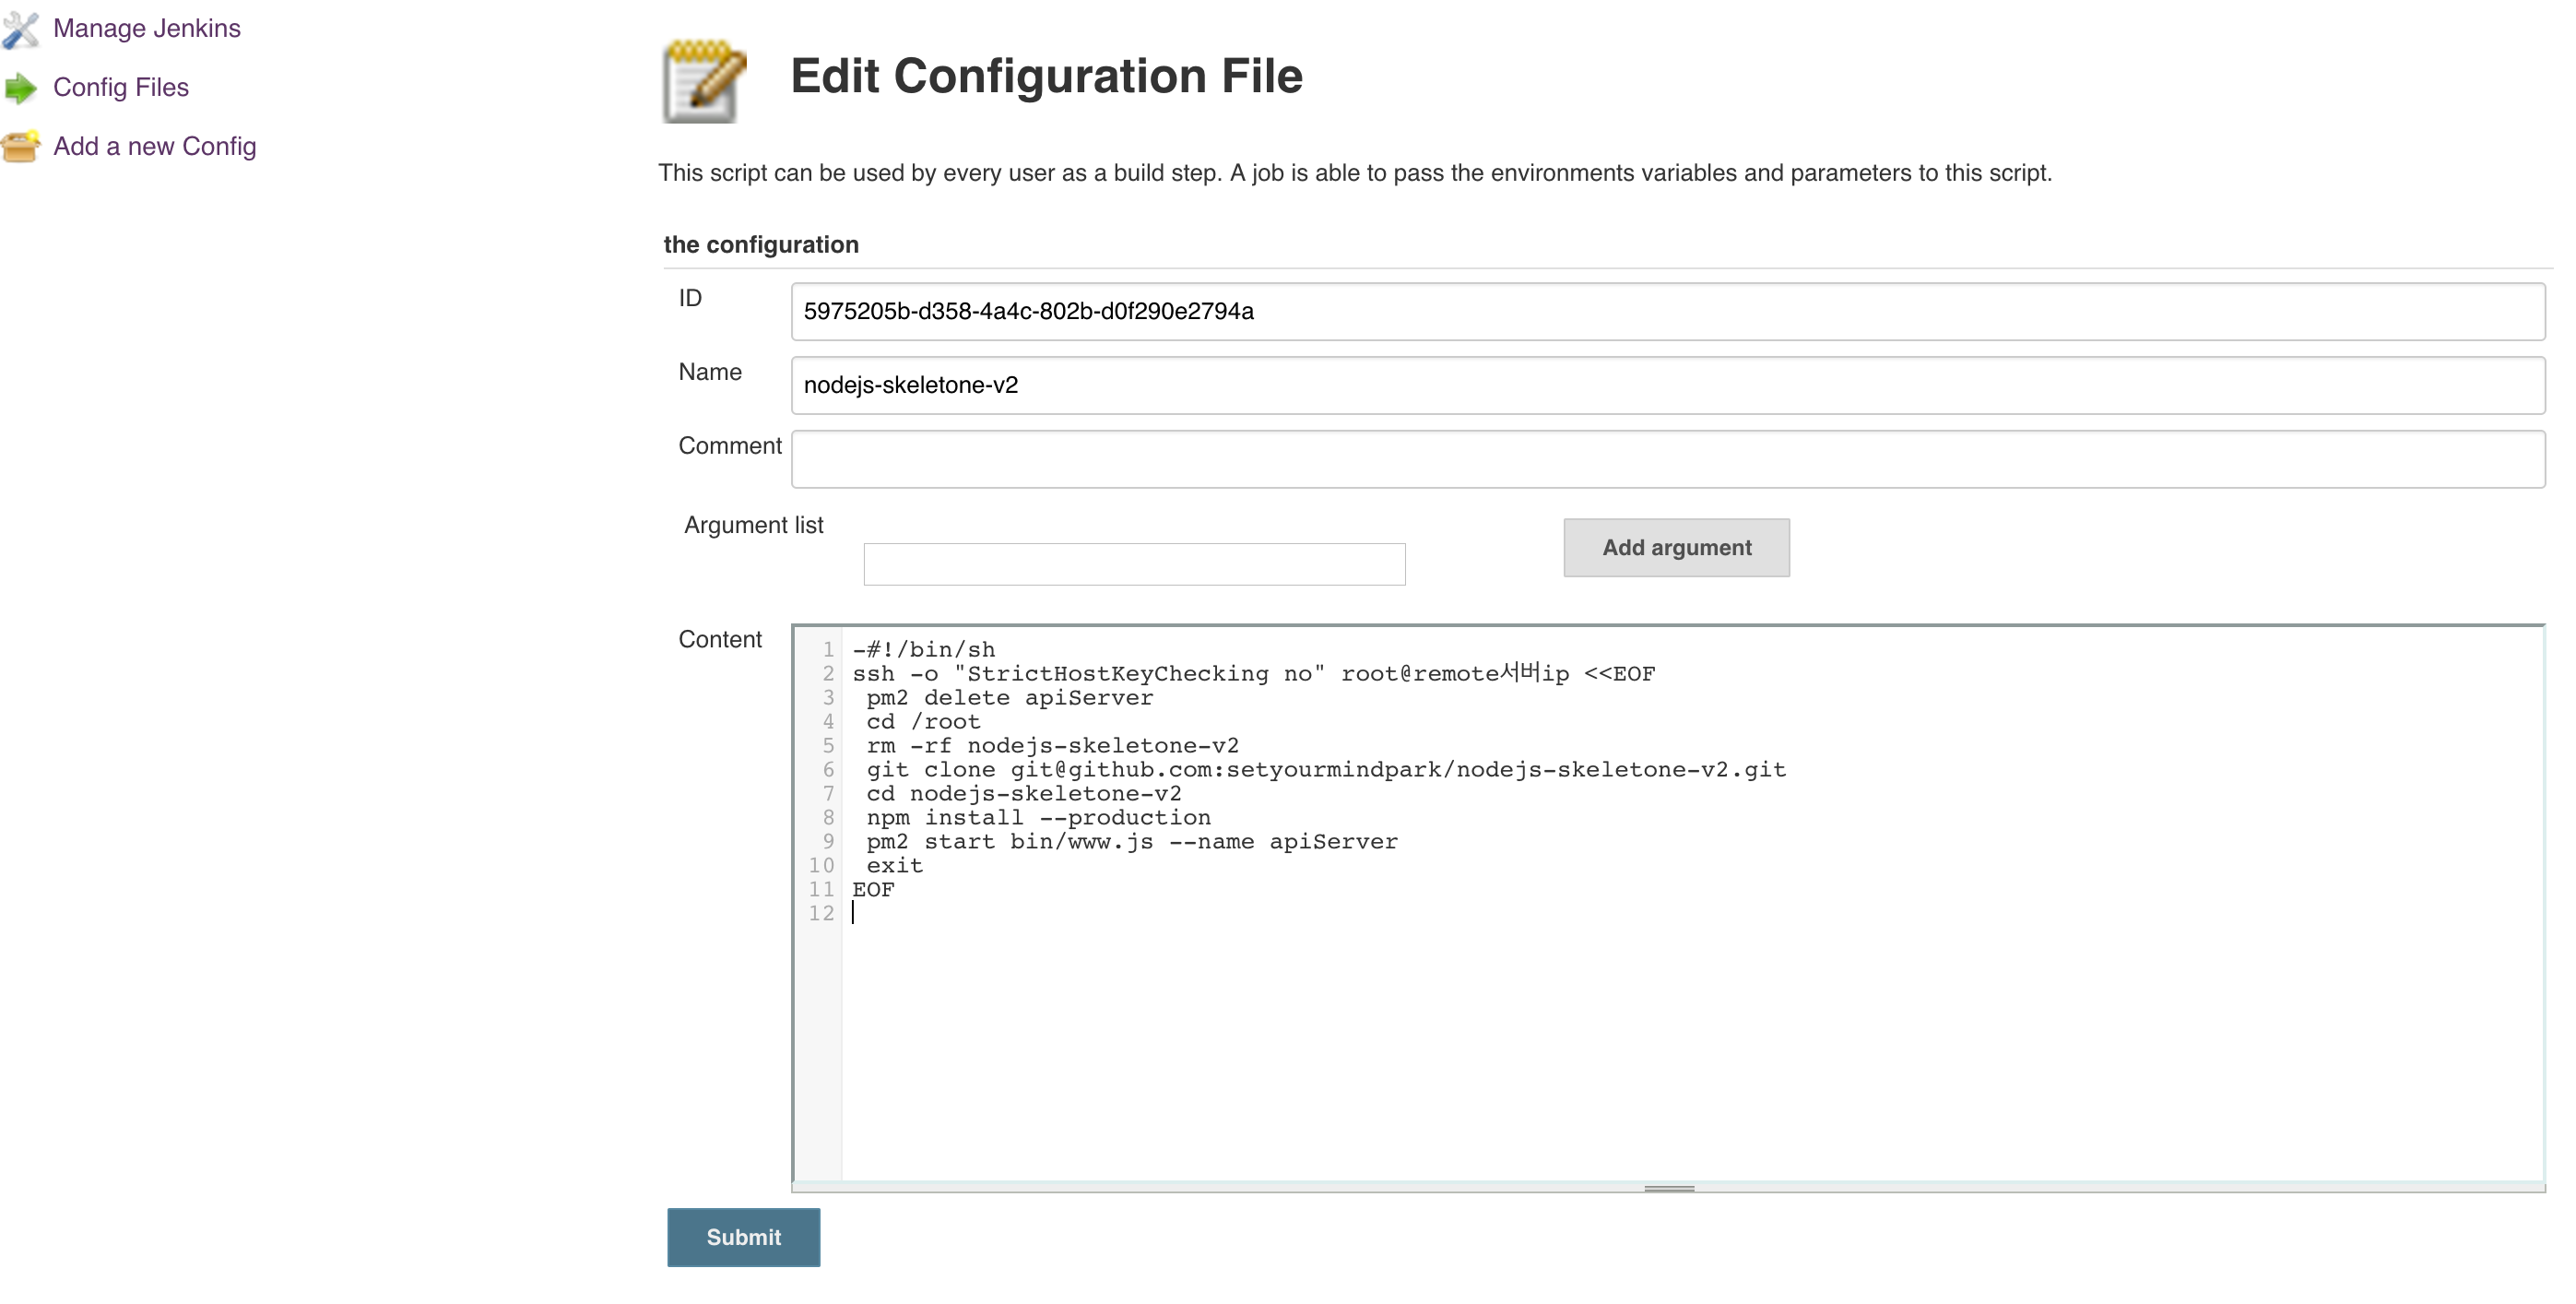 Manage Jenkins
Config Files
Add a new Config
Edit Configuration File
This script can be used by every user as a build step. A job is able to pass the environments variables and parameters to this script.
the configuration
ID
5975205b-d358-4a4c-802b-d0f290e2794a
Name
nodejs-skeletone-v2
Comment
Argument list
Add argument
Content
1 -#!/bin/sh
2 ssh -o "StrictHostKeyChecking no" root@remote서버ip <<EOF
3 pm2 delete apiServer
4 cd /root
5 rm -rf nodejs-skeletone-v2
6 git clone git@github.com:setyourmindpark/nodejs-skeletone-v2.git
7 cd nodejs-skeletone-v2
8 npm install --production
9 pm2 start bin/www.js --name apiServer
10 exit
11 EOF
12
Submit